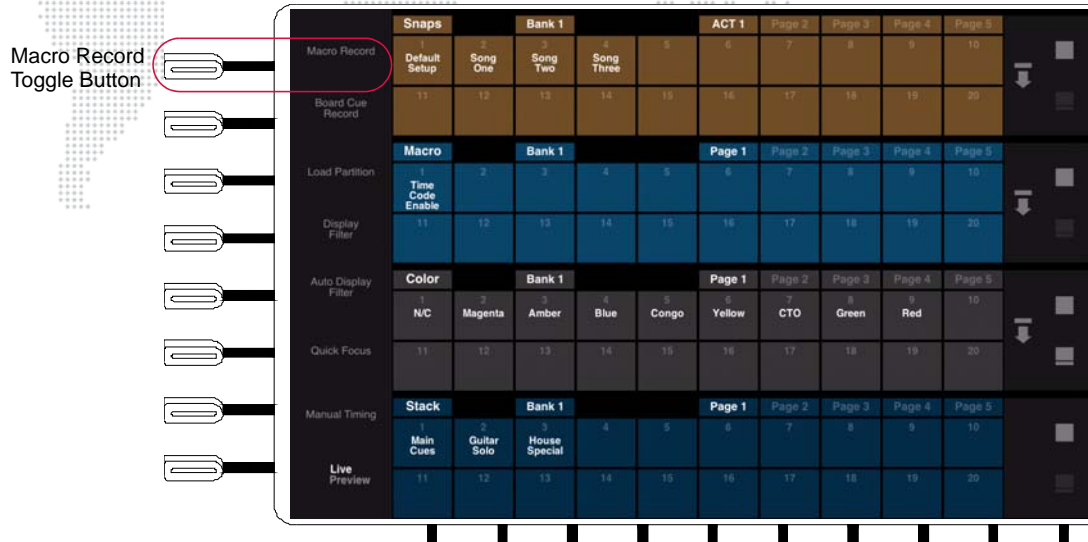 Macro Record
Toggle Button
Macro Record
Board Cue
Record
Load Partition
Display
Filter
Auto Display
Filter
Quick Focus
Manual Timing
Live
Preview
Snaps Bank 1 ACT 1 Page 2 Page 3 Page 4 Page 5
1 2 3 4 5 6 7 8 9 10
Default Song Song Song
Setup One Two Three
11 12 13 14 15 16 17 18 19 20
Macro Bank 1 Page 1 Page 2 Page 3 Page 4 Page 5
1 2 3 4 5 6 7 8 9 10
Time
Code
Enable
11 12 13 14 15 16 17 18 19 20
Color Bank 1 Page 1 Page 2 Page 3 Page 4 Page 5
1 2 3 4 5 6 7 8 9 10
N/C Magenta Amber Blue Congo Yellow CTO Green Red
11 12 13 14 15 16 17 18 19 20
Stack Bank 1 Page 1 Page 2 Page 3 Page 4 Page 5
1 2 3 4 5 6 7 8 9 10
Main Guitar House
Cues Solo Special
11 12 13 14 15 16 17 18 19 20